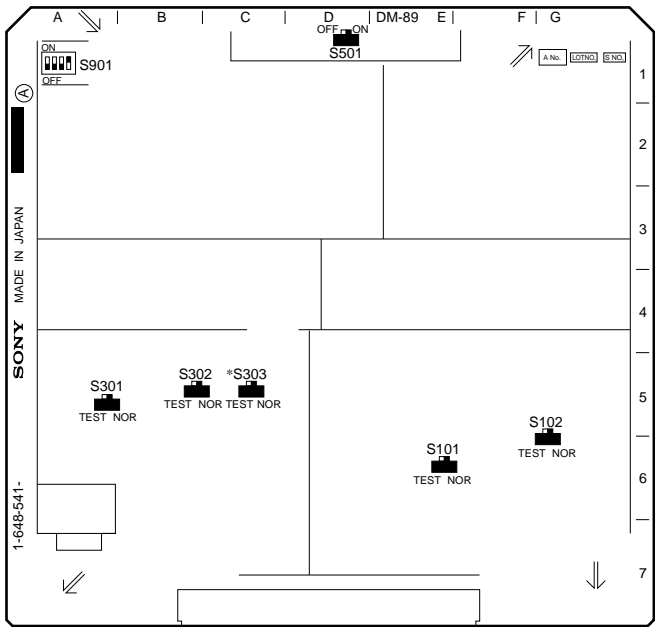 A B C D DM-89 E F G
OFF ON
S501
ON
S901
OFF
A No. LOTNO. S NO.
A
1
2
3
4
5
6
7
SONY MADE IN JAPAN
1-648-541-
S301
TEST NOR
S302
TEST NOR
*S303
TEST NOR
S102
TEST NOR
S101
TEST NOR